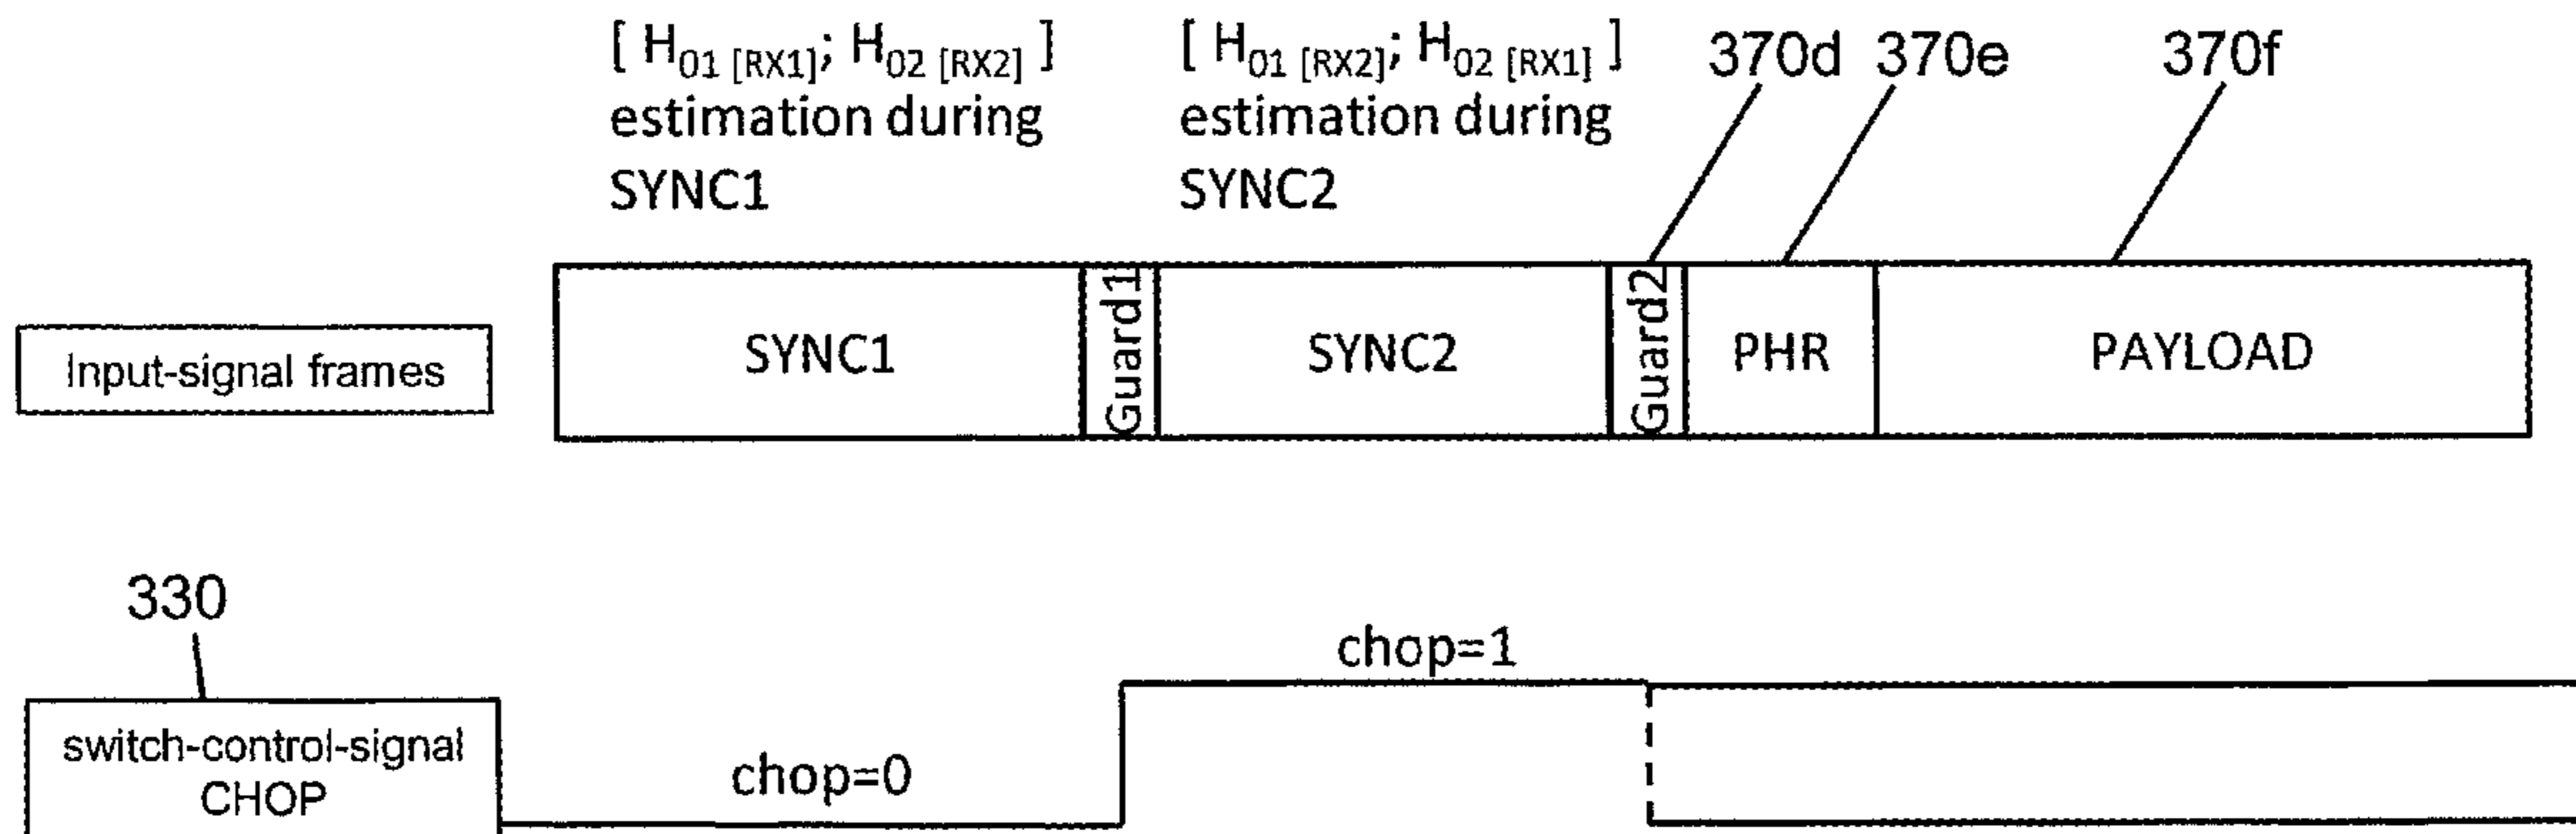 [ H01 [RX1]; H02 [RX2] ]
estimation during
SYNC1
[ H01 [RX2]; H02 [RX1] ]
estimation during
SYNC2
370d
370e
370f
Input-signal frames
SYNC1
Guard1
SYNC2
Guard2
PHR
PAYLOAD
330
switch-control-signal
CHOP
chop=0
chop=1